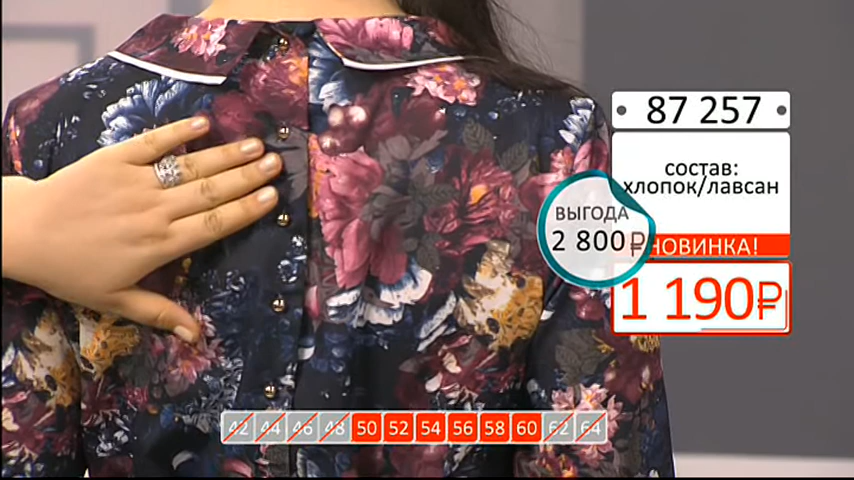 87 257
состав:
хлопок/лавсан
ВЫГОДА
2 800 ₽
НОВИНКА!
1 190₽
42 44 46 48 50 52 54 56 58 60 62 64